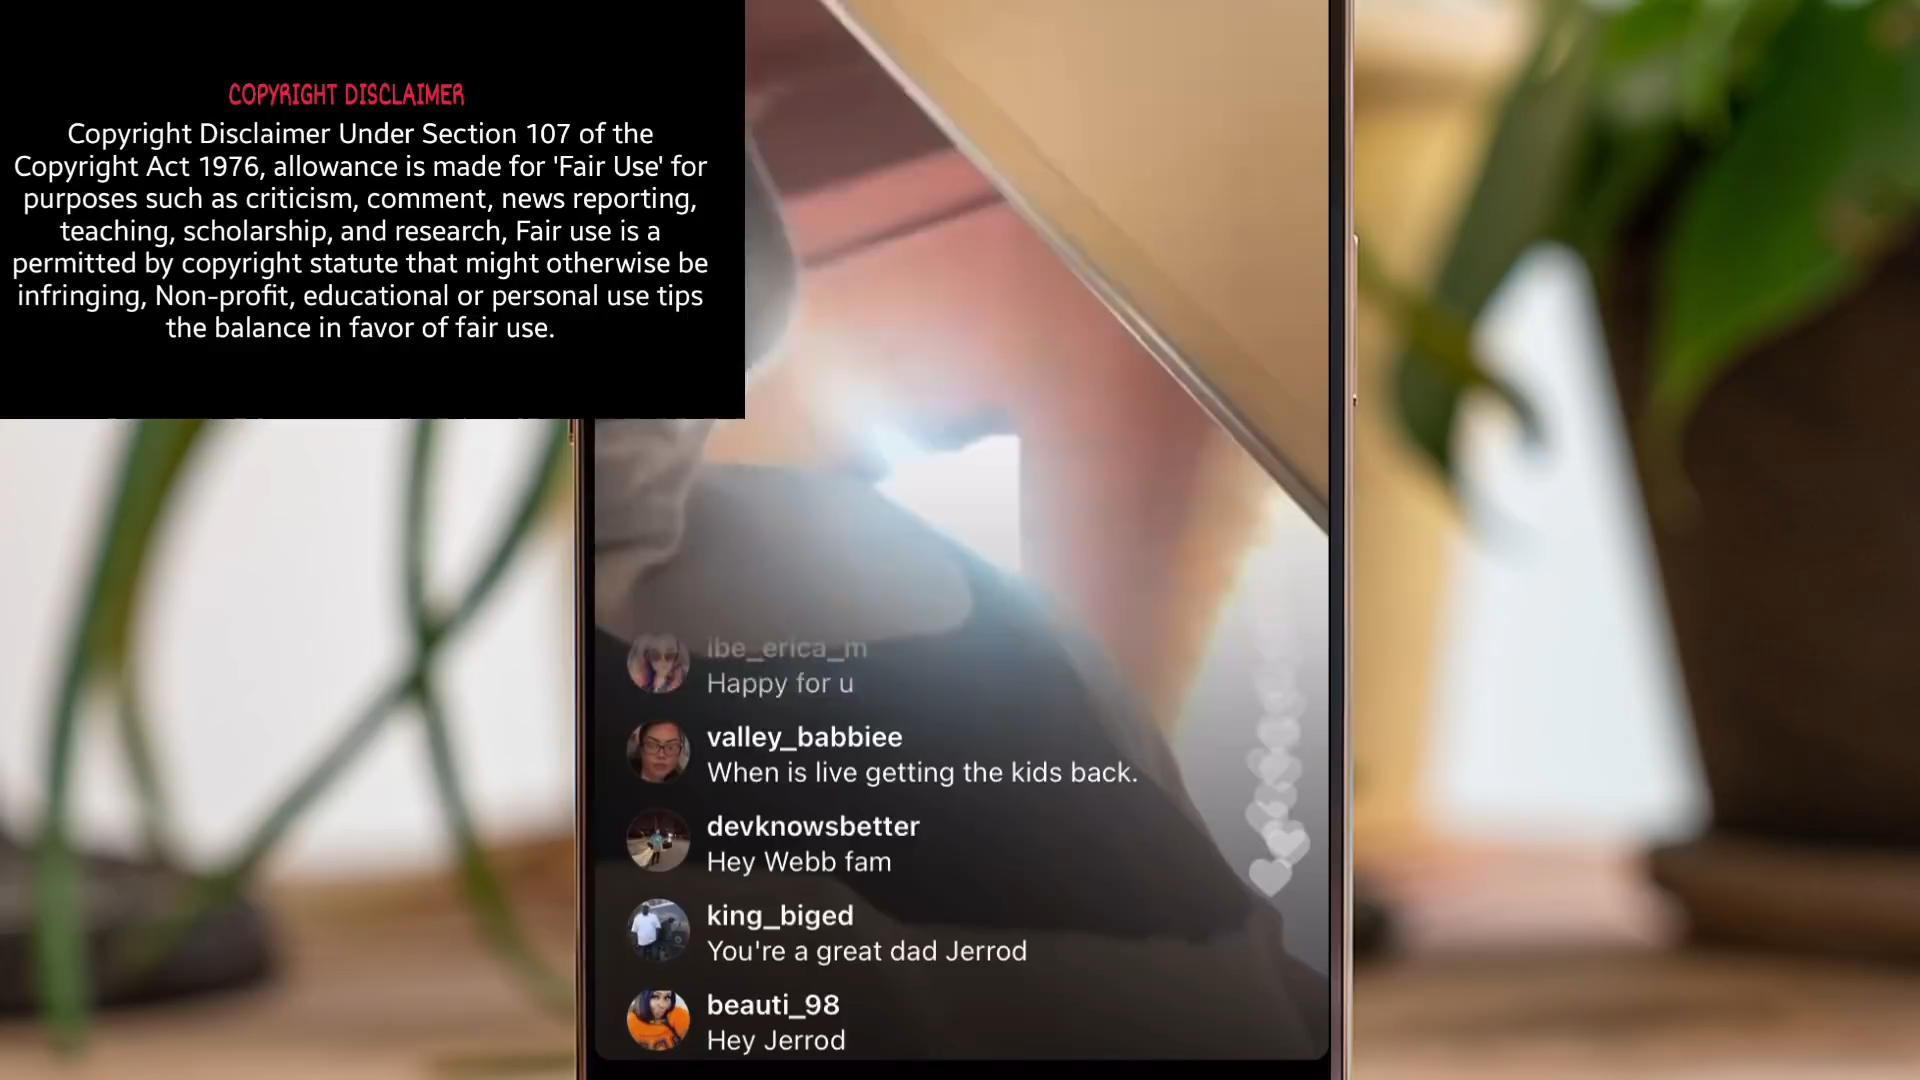 COPYRIGHT DISCLAIMER
Copyright Disclaimer Under Section 107 of the
Copyright Act 1976, allowance is made for 'Fair Use' for
purposes such as criticism, comment, news reporting,
teaching, scholarship, and research, Fair use is a
permitted by copyright statute that might otherwise be
infringing, Non-profit, educational or personal use tips
the balance in favor of fair use.
ibe_erica_m
Happy for u
valley_babbiee
When is live getting the kids back.
devknowsbetter
Hey Webb fam
king_biged
You're a great dad Jerrod
beauti_98
Hey Jerrod